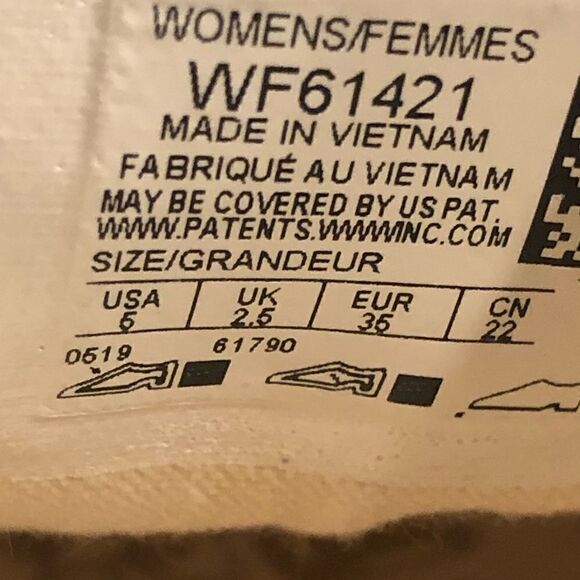 WOMENS/FEMMES
WF61421
MADE IN VIETNAM
FABRIQUÉ AU VIETNAM
MAY BE COVERED BY US PAT.
WWW.PATENTS.WWWINC.COM
SIZE/GRANDEUR
USA UK EUR CN
5 2.5 35 22
0519 61790